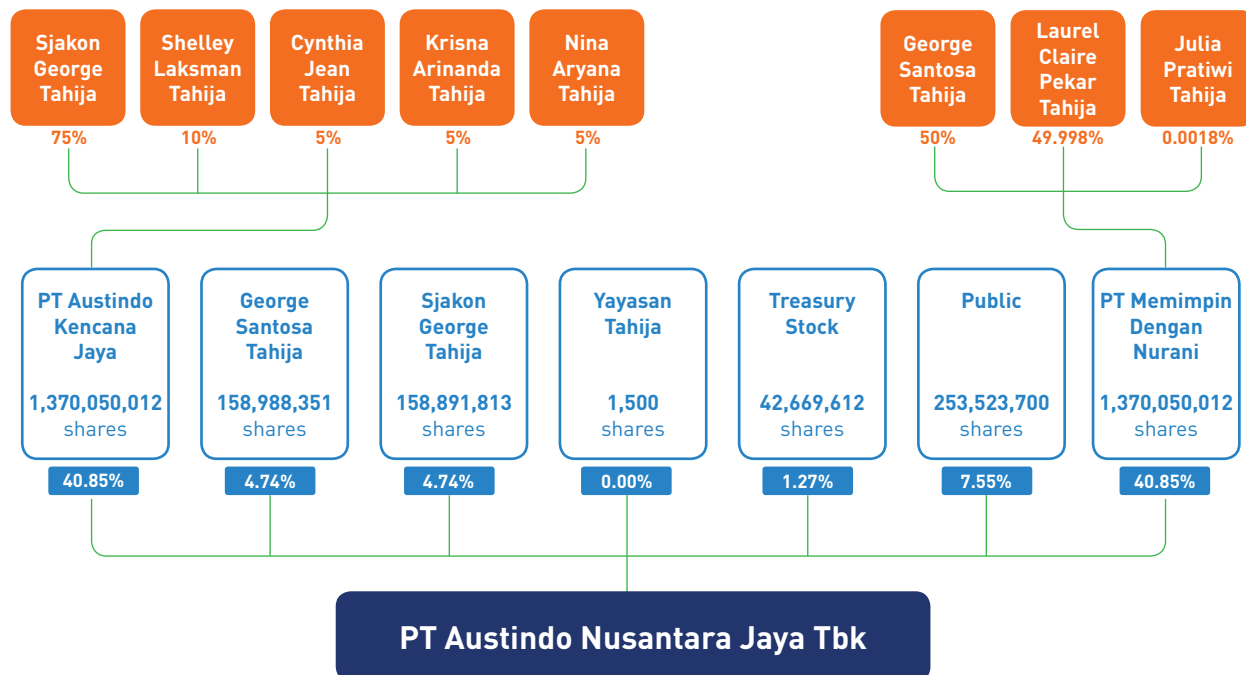 Sjakon
George
Tahija
75%
Shelley
Laksman
Tahija
10%
Cynthia
Jean
Tahija
5%
Krisna
Arinanda
Tahija
5%
Nina
Aryana
Tahija
5%
George
Santosa
Tahija
50%
Laurel
Claire
Pekar
Tahija
49.998%
Julia
Pratiwi
Tahija
0.0018%
PT Austindo
Kencana
Jaya
1,370,050,012
shares
40.85%
George
Santosa
Tahija
158,988,351
shares
4.74%
Sjakon
George
Tahija
158,891,813
shares
4.74%
Yayasan
Tahija
1,500
shares
0.00%
Treasury
Stock
42,669,612
shares
1.27%
Public
253,523,700
shares
7.55%
PT Memimpin
Dengan
Nurani
1,370,050,012
shares
40.85%
PT Austindo Nusantara Jaya Tbk